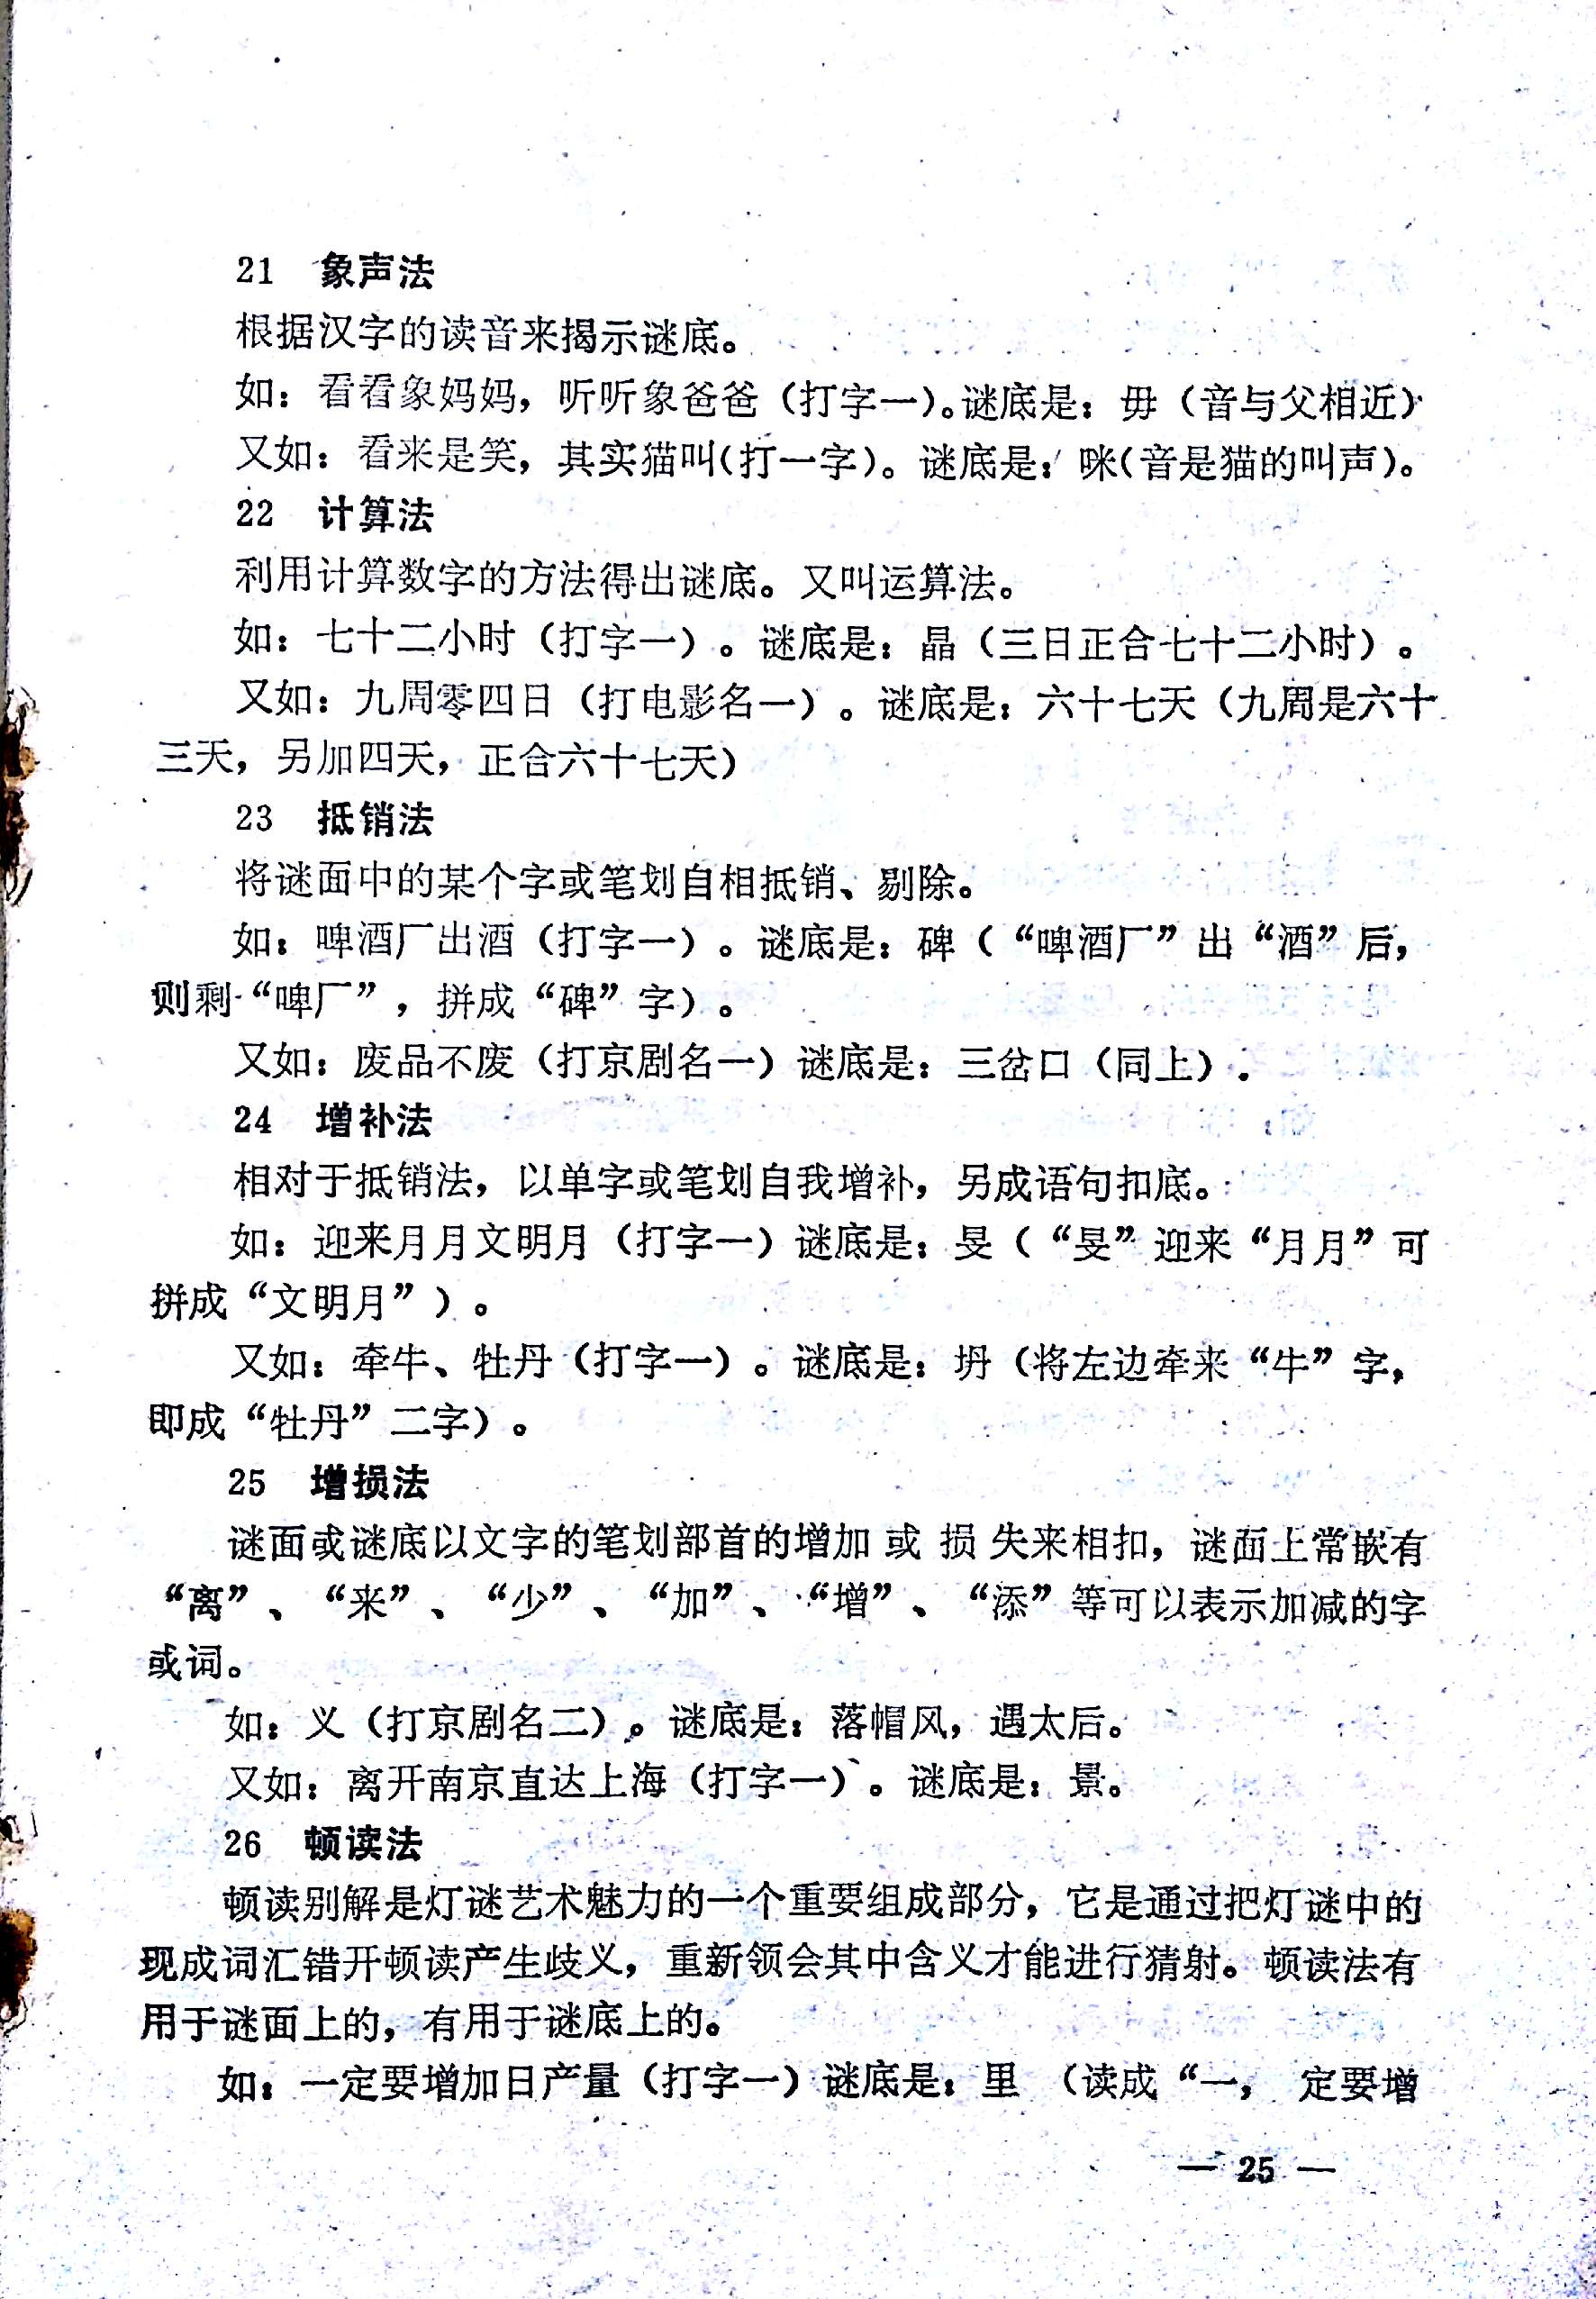 21 象声法
根据汉字的读音来揭示谜底。
如：看看象妈妈，听听象爸爸（打字一）。谜底是：毋（音与父相近）
又如：看来是笑，其实猫叫（打一字）。谜底是：咪（音是猫的叫声）。
22 计算法
利用计算数字的方法得出谜底。又叫运算法。
如：七十二小时（打字一）。谜底是：晶（三日正合七十二小时）。
又如：九周零四日（打电影名一）。谜底是：六十七天（九周是六十
三天，另加四天，正合六十七天）
23 抵销法
将谜面中的某个字或笔划自相抵销、剔除。
如：啤酒厂出酒（打字一）。谜底是：碑（“啤酒厂”出“酒”后，
则剩“啤厂”，拼成“碑”字）。
又如：废品不废（打京剧名一）谜底是：三岔口（同上）.
24 增补法
相对于抵销法，以单字或笔划自我增补，另成语句扣底。
如：迎来月月文明月（打字一）谜底是：旻（“旻”迎来“月月”可
拼成“文明月”）。
又如：牵牛、牡丹（打字一）。谜底是：坍（将左边牵来“牛”字，
即成“牡丹”二字）。
25 增损法
谜面或谜底以文字的笔划部首的增加或损失来相扣，谜面上常嵌有
“离”、“来”、“少”、“加”、“增”、“添”等可以表示加减的字
或词。
如：义（打京剧名二）。谜底是：落帽风，遇太后。
又如：离开南京直达上海（打字一）。谜底是：景。
26 顿读法
顿读别解是灯谜艺术魅力的一个重要组成部分，它是通过把灯谜中的
现成词汇错开顿读产生歧义，重新领会其中含义才能进行猜射。顿读法有
用于谜面上的，有用于谜底上的。
如：一定要增加日产量（打字一）谜底是：里（读成“一，定要增
— 25 —